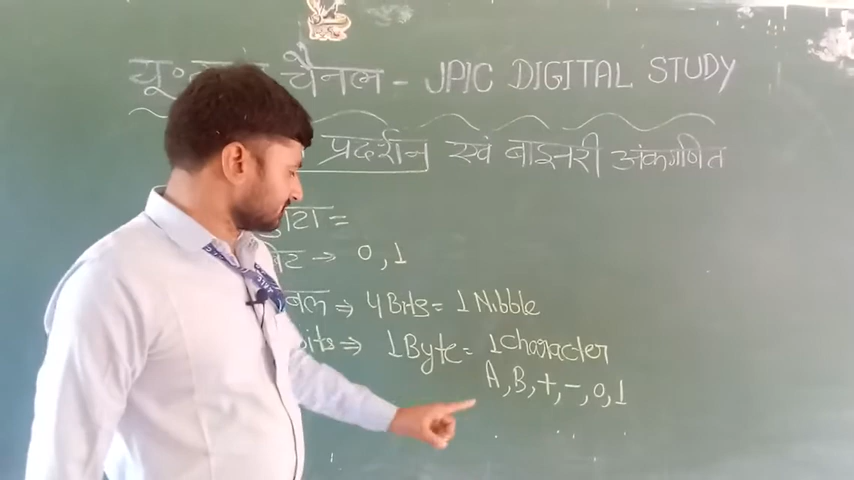 यू॰ चैनल - JPIC DIGITAL STUDY
प्रदर्शन एवं बाइनरी अंकगणित
=
→ 0,1
⇒ 4 Bits = 1 Nibble
bits ⇒ 1 Byte = 1 Character
A, B, +, -, 0, 1